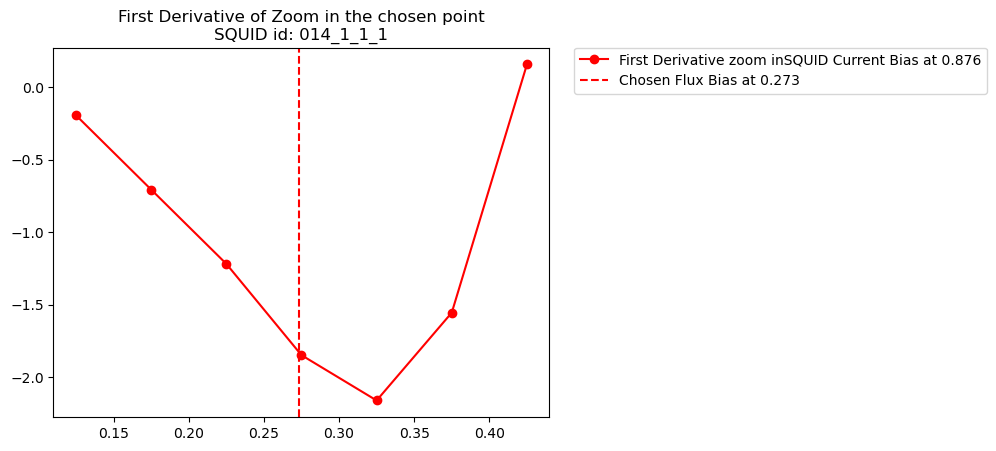 First Derivative of Zoom in the chosen point
SQUID id: 014_1_1_1
First Derivative zoom inSQUID Current Bias at 0.876
Chosen Flux Bias at 0.273
0.0
−0.5
−1.0
−1.5
−2.0
0.15 0.20 0.25 0.30 0.35 0.40